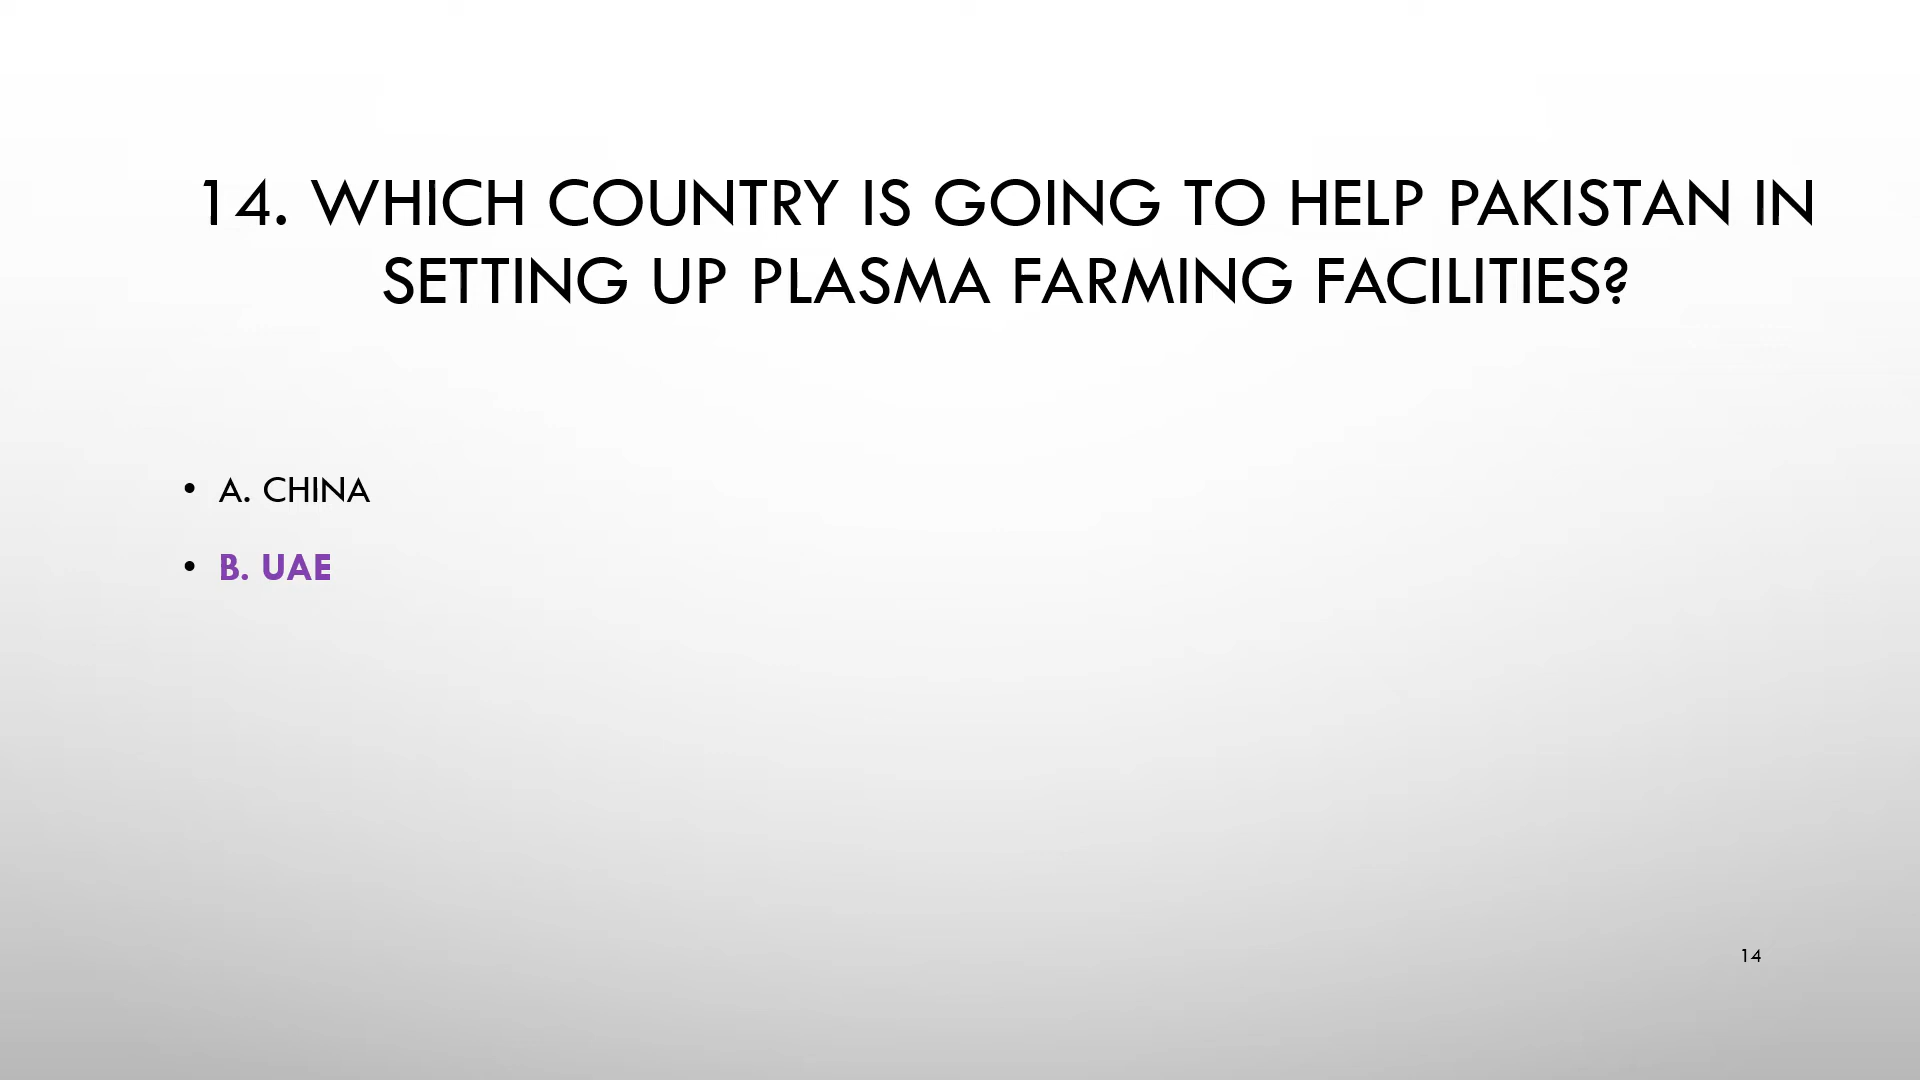 14. WHICH COUNTRY IS GOING TO HELP PAKISTAN IN
SETTING UP PLASMA FARMING FACILITIES?
• A. CHINA
• B. UAE
14